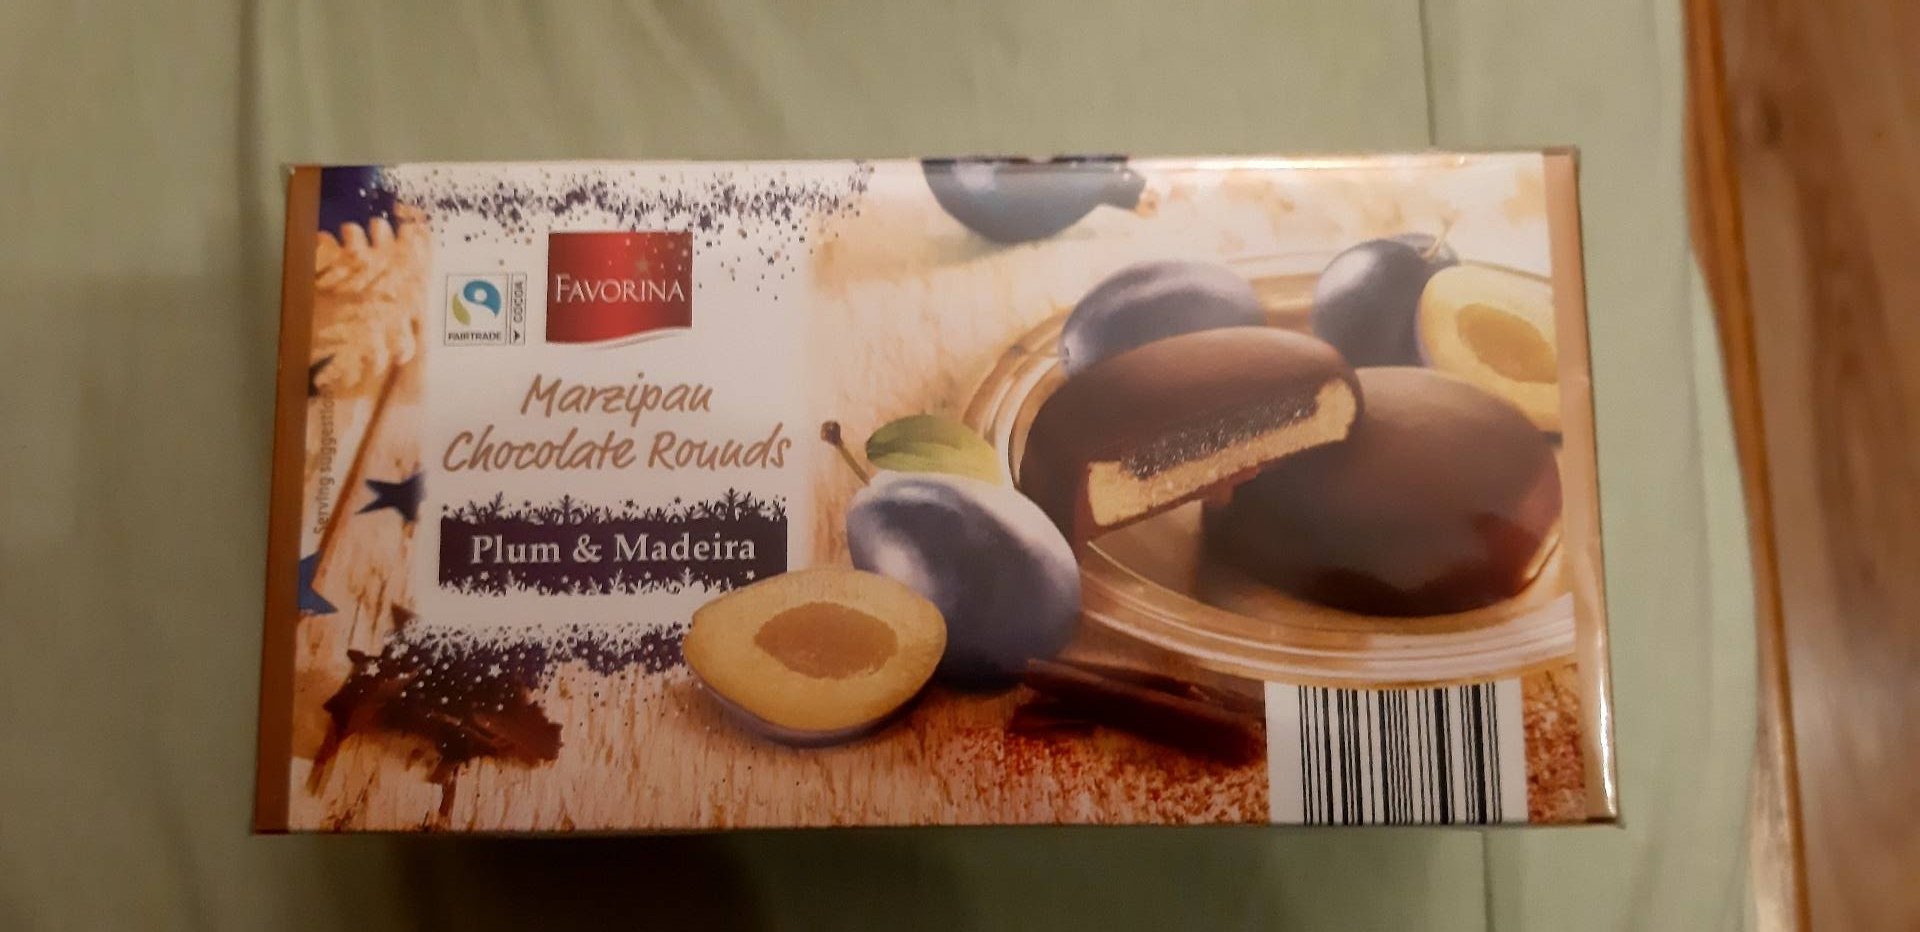 FAVORINA
FAIRTRADE
COCOA
Marzipan
Chocolate Rounds
Plum & Madeira
Serving suggestion